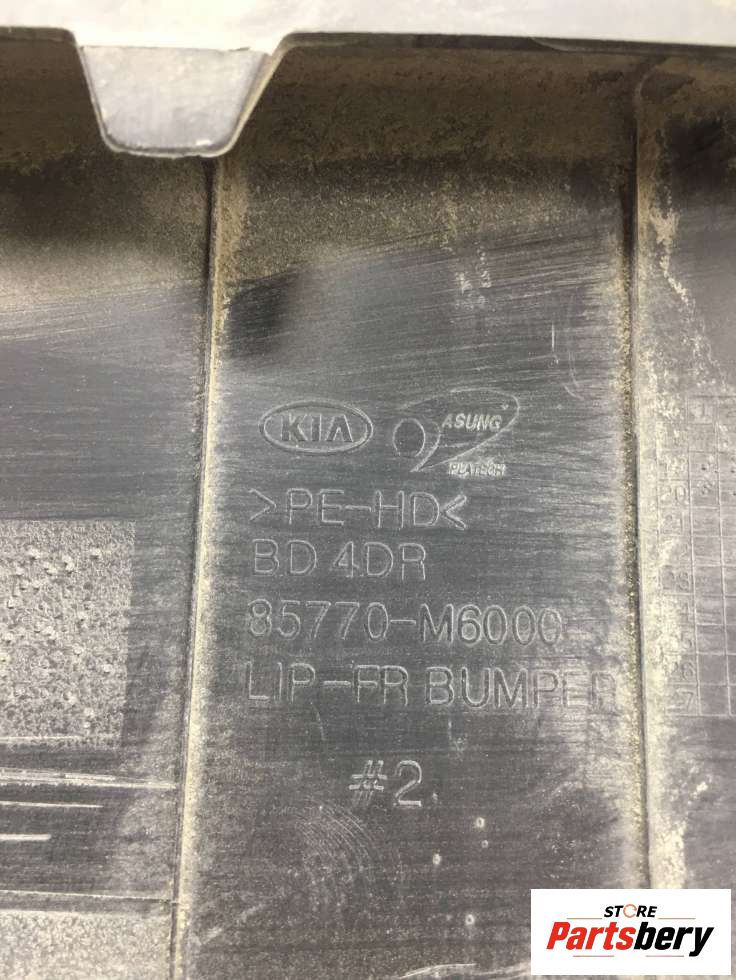 KIA
ASUNG
PLATECH
>PE-HD<
BD 4DR
85770-M6000
LIP-FR BUMPER
#2
STORE
Partsbery